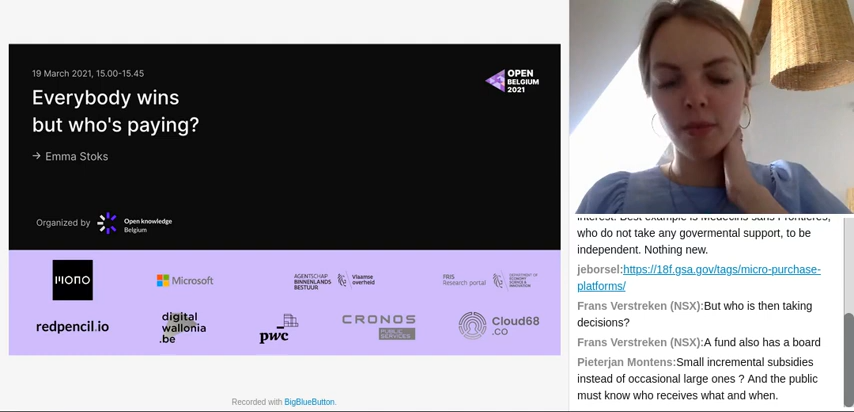 19 March 2021, 15.00-15.45
Everybody wins
but who's paying?
→ Emma Stoks
OPEN
BELGIUM
2021
Organized by
Open knowledge
Belgium
MONO
Microsoft
AGENTSCHAP
BINNENLANDS
BESTUUR
Vlaamse
overheid
FRIS
Research portal
DEPARTMENT OF
ECONOMY
SCIENCE &
INNOVATION
redpencil.io
digital
wallonia
.be
pwc
CRONOS
PUBLIC
SERVICES
Cloud68
.CO
Recorded with BigBlueButton.
interest. Best example is Medecins sans Frontieres,
who do not take any govermental support, to be
independent. Nothing new.
jeborsel:https://18f.gsa.gov/tags/micro-purchase-
platforms/
Frans Verstreken (NSX):But who is then taking
decisions?
Frans Verstreken (NSX):A fund also has a board
Pieterjan Montens:Small incremental subsidies
instead of occasional large ones ? And the public
must know who receives what and when.